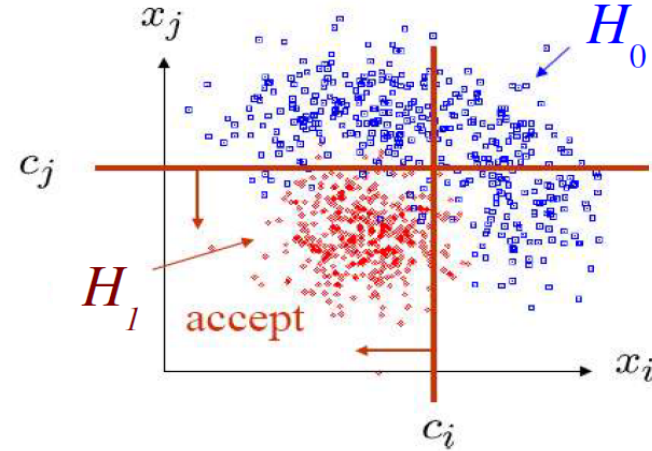 x_j
H_0
c_j
H_1
accept
x_i
c_i